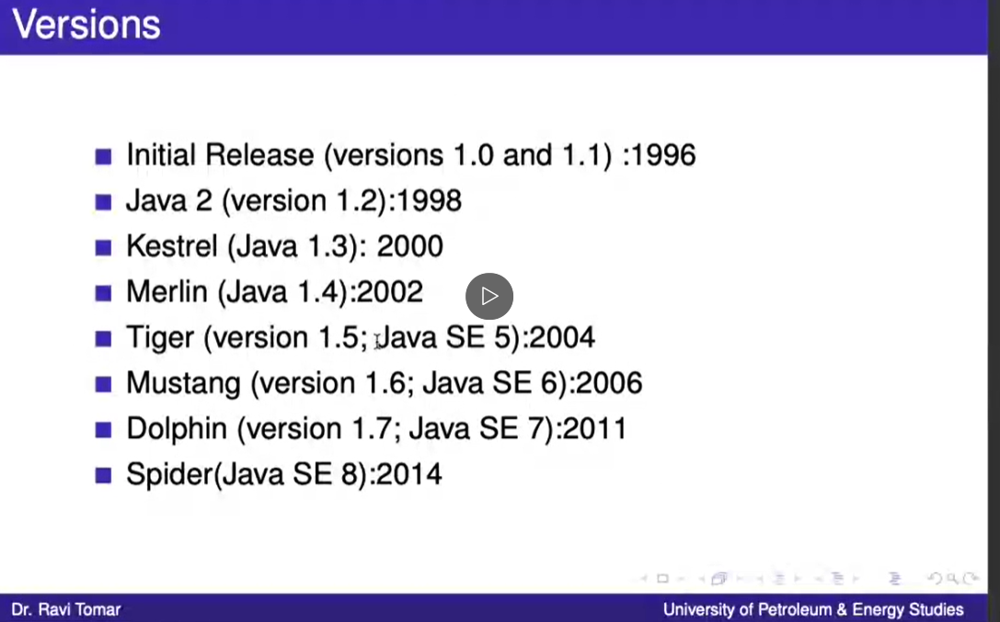 Versions
Initial Release (versions 1.0 and 1.1) :1996
Java 2 (version 1.2):1998
Kestrel (Java 1.3): 2000
Merlin (Java 1.4):2002
Tiger (version 1.5; Java SE 5):2004
Mustang (version 1.6; Java SE 6):2006
Dolphin (version 1.7; Java SE 7):2011
Spider(Java SE 8):2014
Dr. Ravi Tomar University of Petroleum & Energy Studies